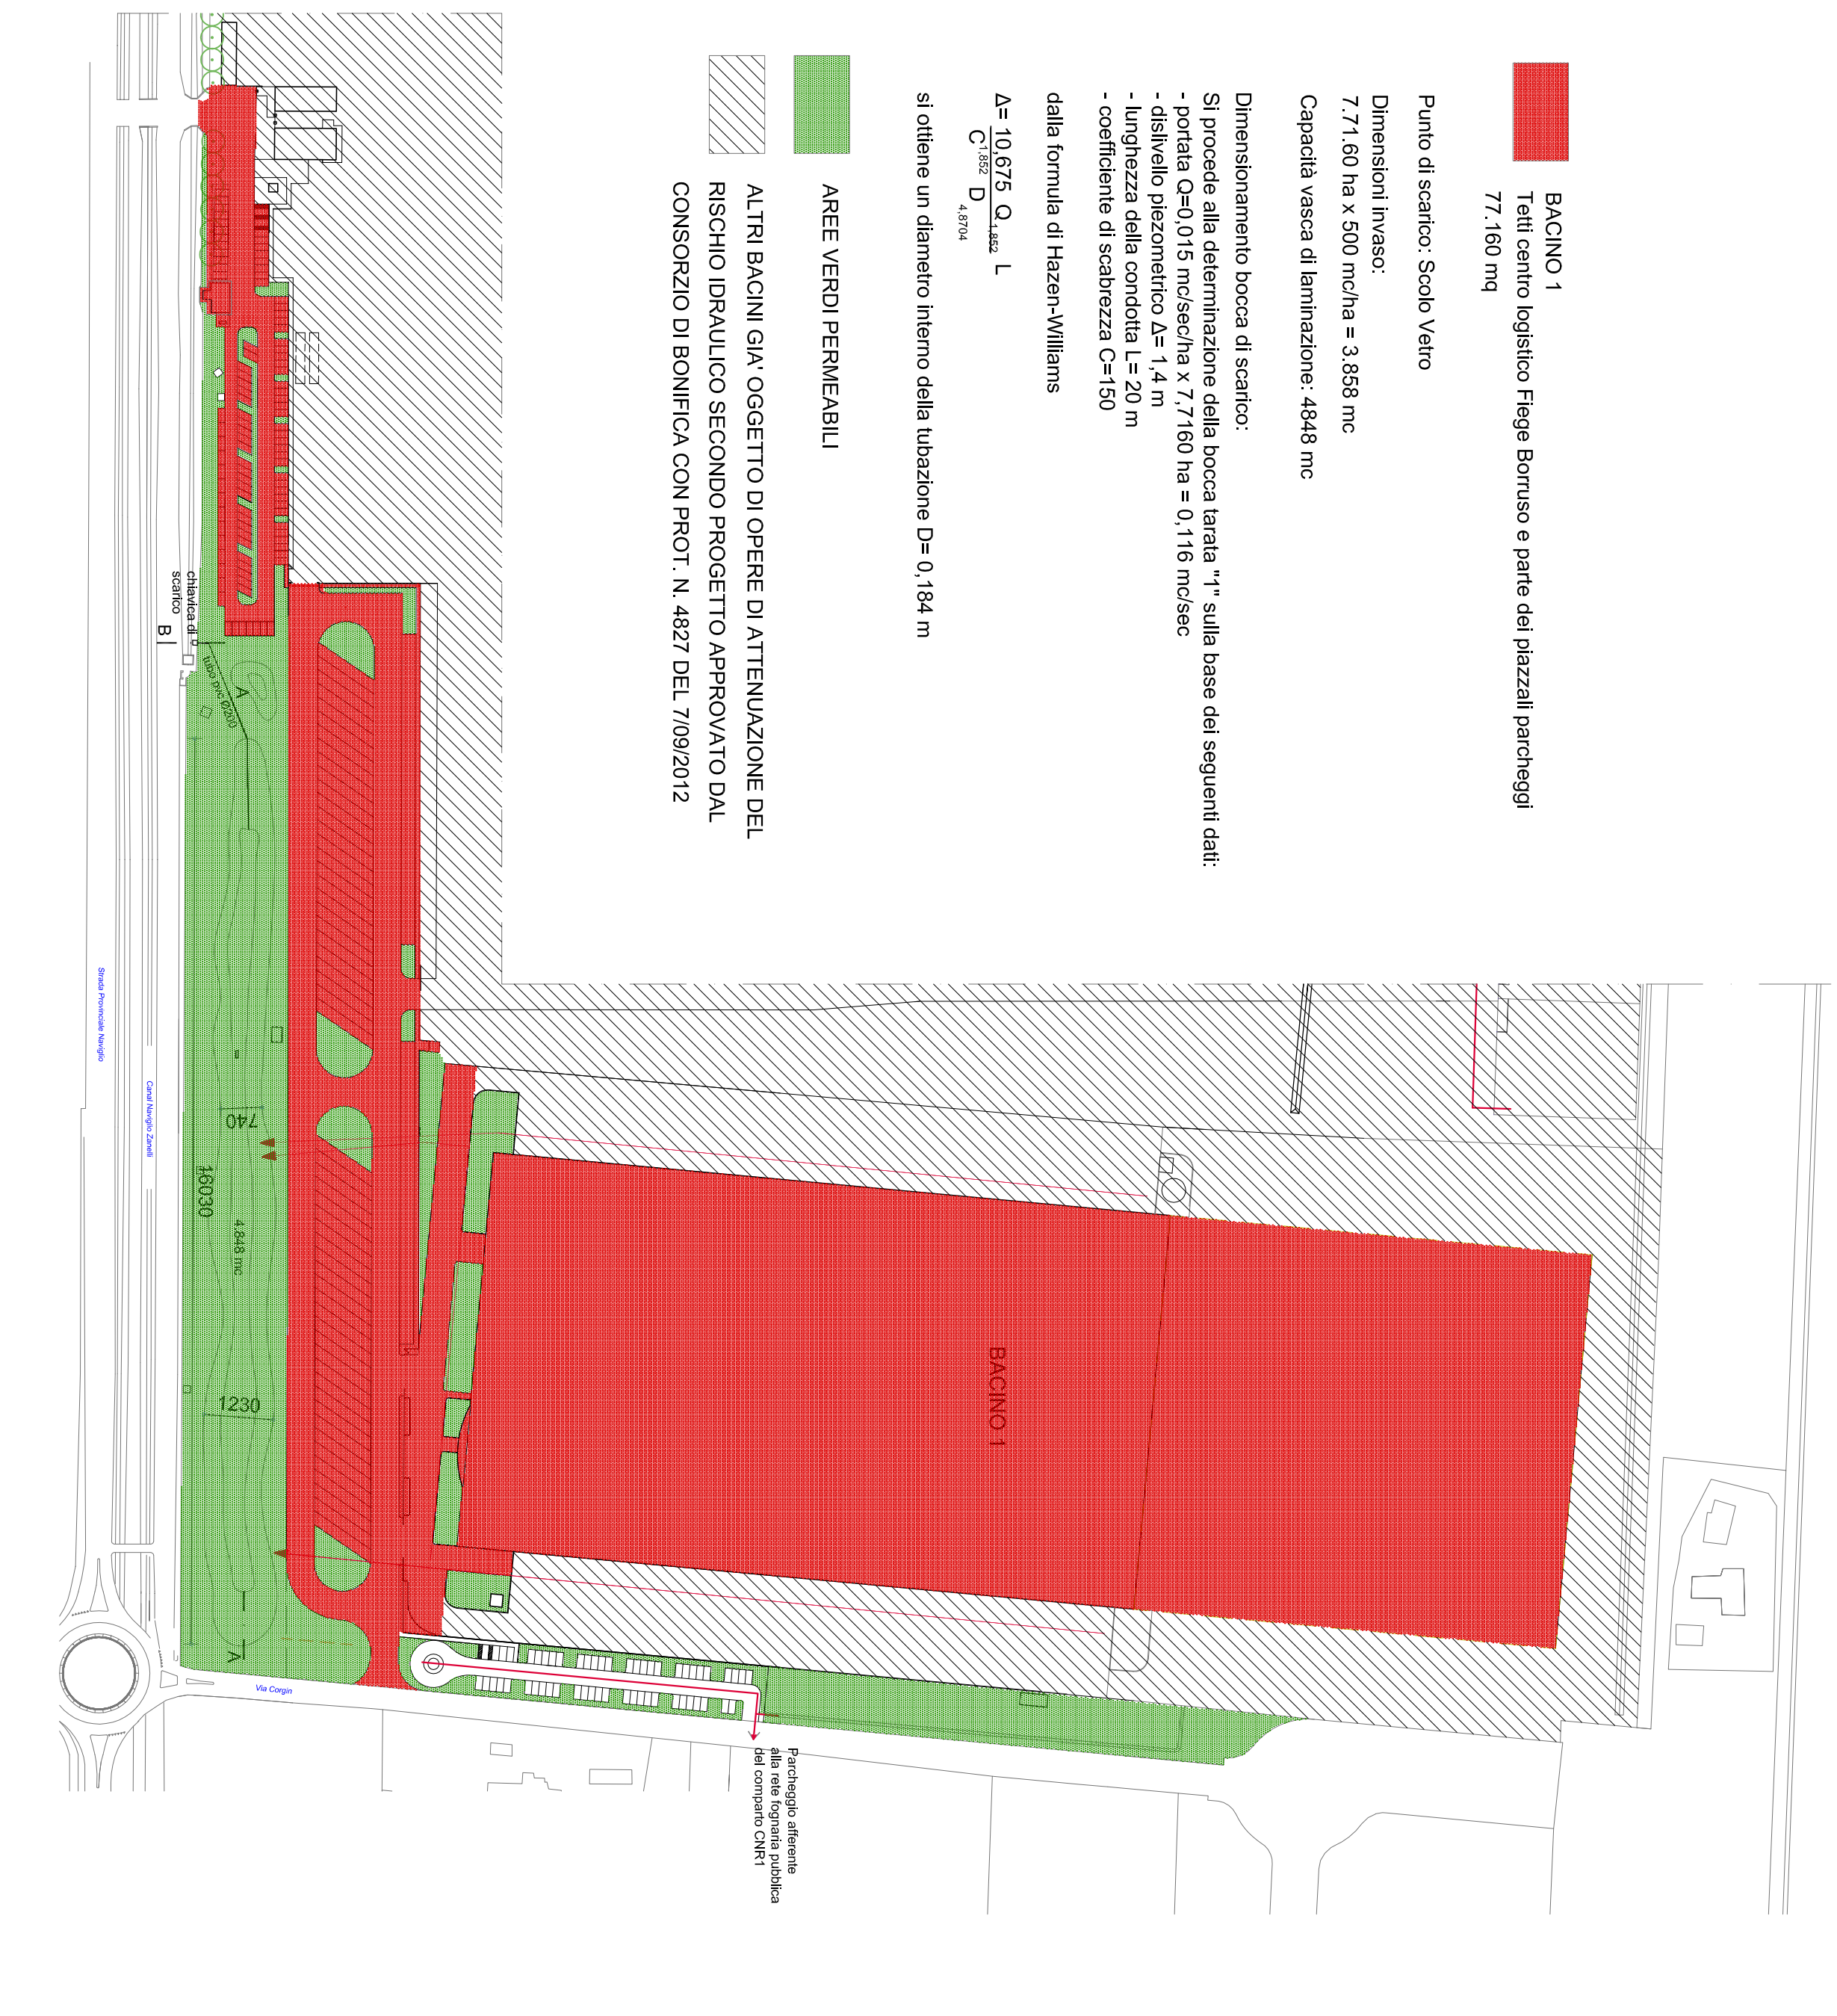 BACINO 1
Tetti centro logistico Fiege Borruso e parte dei piazzali parcheggi
77.160 mq
Punto di scarico: Scolo Vetro
Dimensioni invaso:
7.71.60 ha x 500 mc/ha = 3.858 mc
Capacità vasca di laminazione: 4848 mc
Dimensionamento bocca di scarico:
Si procede alla determinazione della bocca tarata "1" sulla base dei seguenti dati:
- portata Q=0,015 mc/sec/ha x 7,7160 ha = 0,116 mc/sec
- dislivello piezometrico Δ= 1,4 m
- lunghezza della condotta L= 20 m
- coefficiente di scabrezza C=150
dalla formula di Hazen-Williams
Δ= 10,675 Q 1,852 L
C 1,852 D 4,8704
si ottiene un diametro interno della tubazione D= 0,184 m
AREE VERDI PERMEABILI
ALTRI BACINI GIA' OGGETTO DI OPERE DI ATTENUAZIONE DEL
RISCHIO IDRAULICO SECONDO PROGETTO APPROVATO DAL
CONSORZIO DI BONIFICA CON PROT. N. 4827 DEL 7/09/2012
BACINO 1
chiavica di
scarico
B
tubo pvc Ø200
A
740
16030
4.848 mc
1230
A
Strada Provinciale Naviglio
Canal Naviglio Zanelli
Via Corgin
Parcheggio afferente
alla rete fognaria pubblica
del comparto CNR1